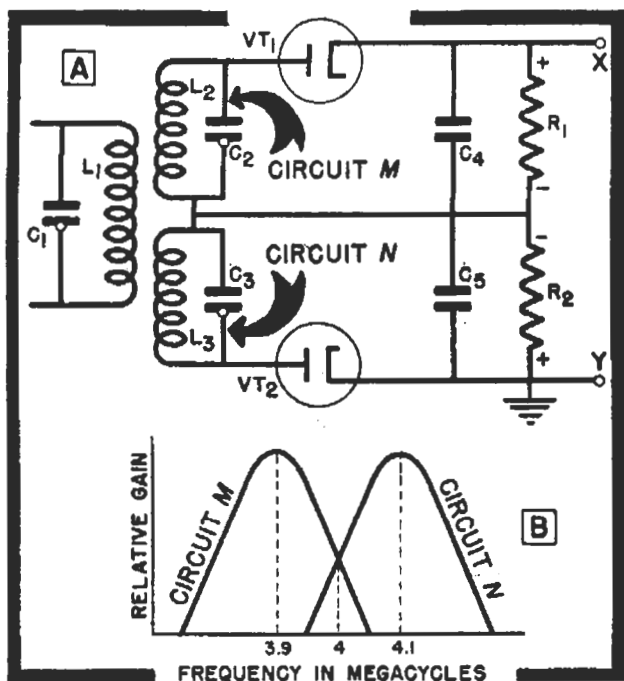 A
VT1
L1
C1
L2
C2
CIRCUIT M
C4
+
R1
-
X
CIRCUIT N
C3
L3
C5
-
R2
+
Y
VT2
B
RELATIVE GAIN
CIRCUIT M
CIRCUIT N
3.9
4
4.1
FREQUENCY IN MEGACYCLES